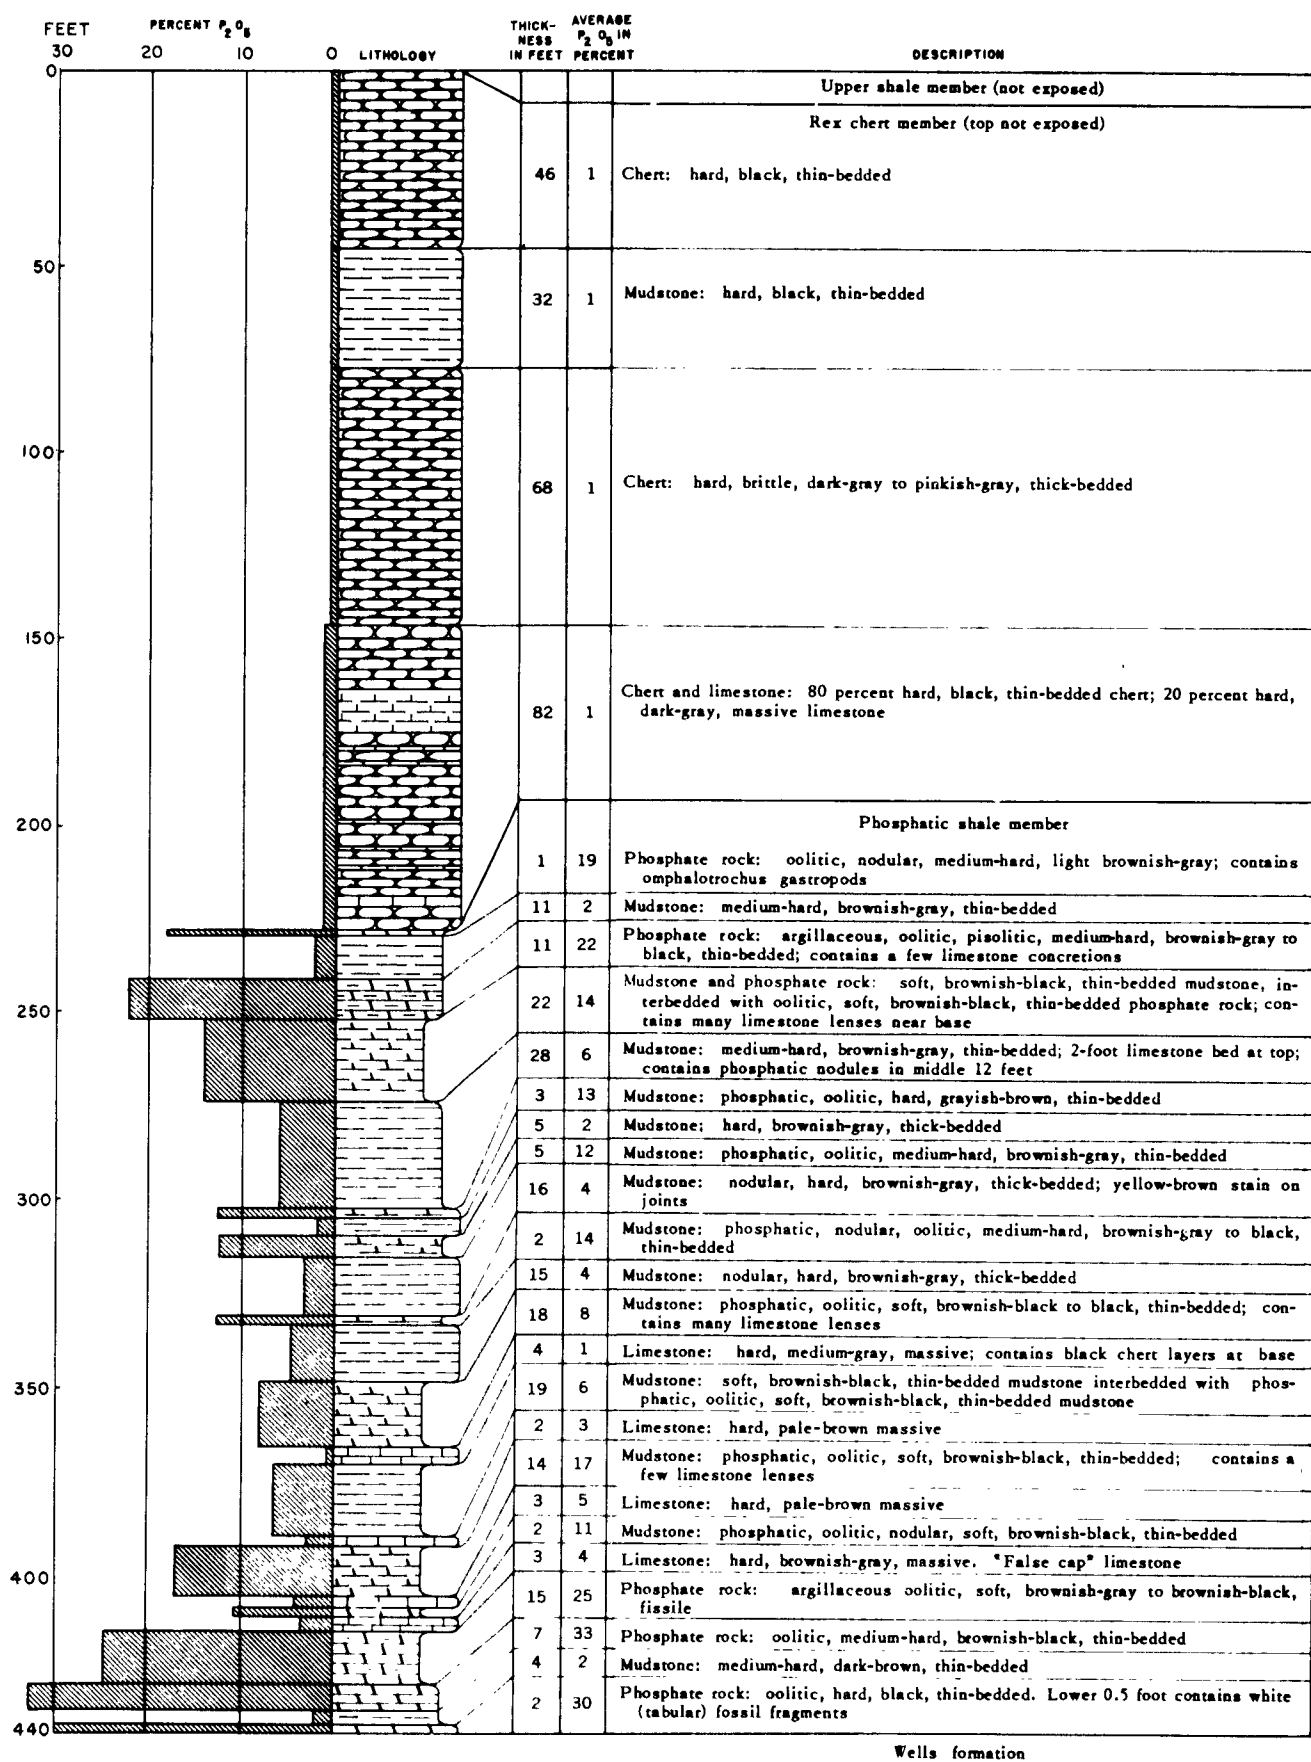 FEET
PERCENT P2O5
THICK-
NESS
IN FEET
AVERAGE
P2O5 IN
PERCENT
30 20 10 0 LITHOLOGY
DESCRIPTION
0
50
100
150
200
250
300
350
400
440
Upper shale member (not exposed)
Rex chert member (top not exposed)
46 1 Chert: hard, black, thin-bedded
32 1 Mudstone: hard, black, thin-bedded
68 1 Chert: hard, brittle, dark-gray to pinkish-gray, thick-bedded
82 1 Chert and limestone: 80 percent hard, black, thin-bedded chert; 20 percent hard,
dark-gray, massive limestone
Phosphatic shale member
1 19 Phosphate rock: oolitic, nodular, medium-hard, light brownish-gray; contains
omphalotrochus gastropods
11 2 Mudstone: medium-hard, brownish-gray, thin-bedded
11 22 Phosphate rock: argillaceous, oolitic, pisolitic, medium-hard, brownish-gray to
black, thin-bedded; contains a few limestone concretions
22 14 Mudstone and phosphate rock: soft, brownish-black, thin-bedded mudstone, in-
terbedded with oolitic, soft, brownish-black, thin-bedded phosphate rock; con-
tains many limestone lenses near base
28 6 Mudstone: medium-hard, brownish-gray, thin-bedded; 2-foot limestone bed at top;
contains phosphatic nodules in middle 12 feet
3 13 Mudstone: phosphatic, oolitic, hard, grayish-brown, thin-bedded
5 2 Mudstone; hard, brownish-gray, thick-bedded
5 12 Mudstone: phosphatic, oolitic, medium-hard, brownish-gray, thin-bedded
16 4 Mudstone: nodular, hard, brownish-gray, thick-bedded; yellow-brown stain on
joints
2 14 Mudstone: phosphatic, nodular, oolitic, medium-hard, brownish-gray to black,
thin-bedded
15 4 Mudstone: nodular, hard, brownish-gray, thick-bedded
18 8 Mudstone: phosphatic, oolitic, soft, brownish-black to black, thin-bedded; con-
tains many limestone lenses
4 1 Limestone: hard, medium-gray, massive; contains black chert layers at base
19 6 Mudstone: soft, brownish-black, thin-bedded mudstone interbedded with phos-
phatic, oolitic, soft, brownish-black, thin-bedded mudstone
2 3 Limestone: hard, pale-brown massive
14 17 Mudstone: phosphatic, oolitic, soft, brownish-black, thin-bedded; contains a
few limestone lenses
3 5 Limestone: hard, pale-brown massive
2 11 Mudstone: phosphatic, oolitic, nodular, soft, brownish-black, thin-bedded
3 4 Limestone: hard, brownish-gray, massive. "False cap" limestone
15 25 Phosphate rock: argillaceous oolitic, soft, brownish-gray to brownish-black,
fissile
7 33 Phosphate rock: oolitic, medium-hard, brownish-black, thin-bedded
4 2 Mudstone: medium-hard, dark-brown, thin-bedded
2 30 Phosphate rock: oolitic, hard, black, thin-bedded. Lower 0.5 foot contains white
(tabular) fossil fragments
Wells formation